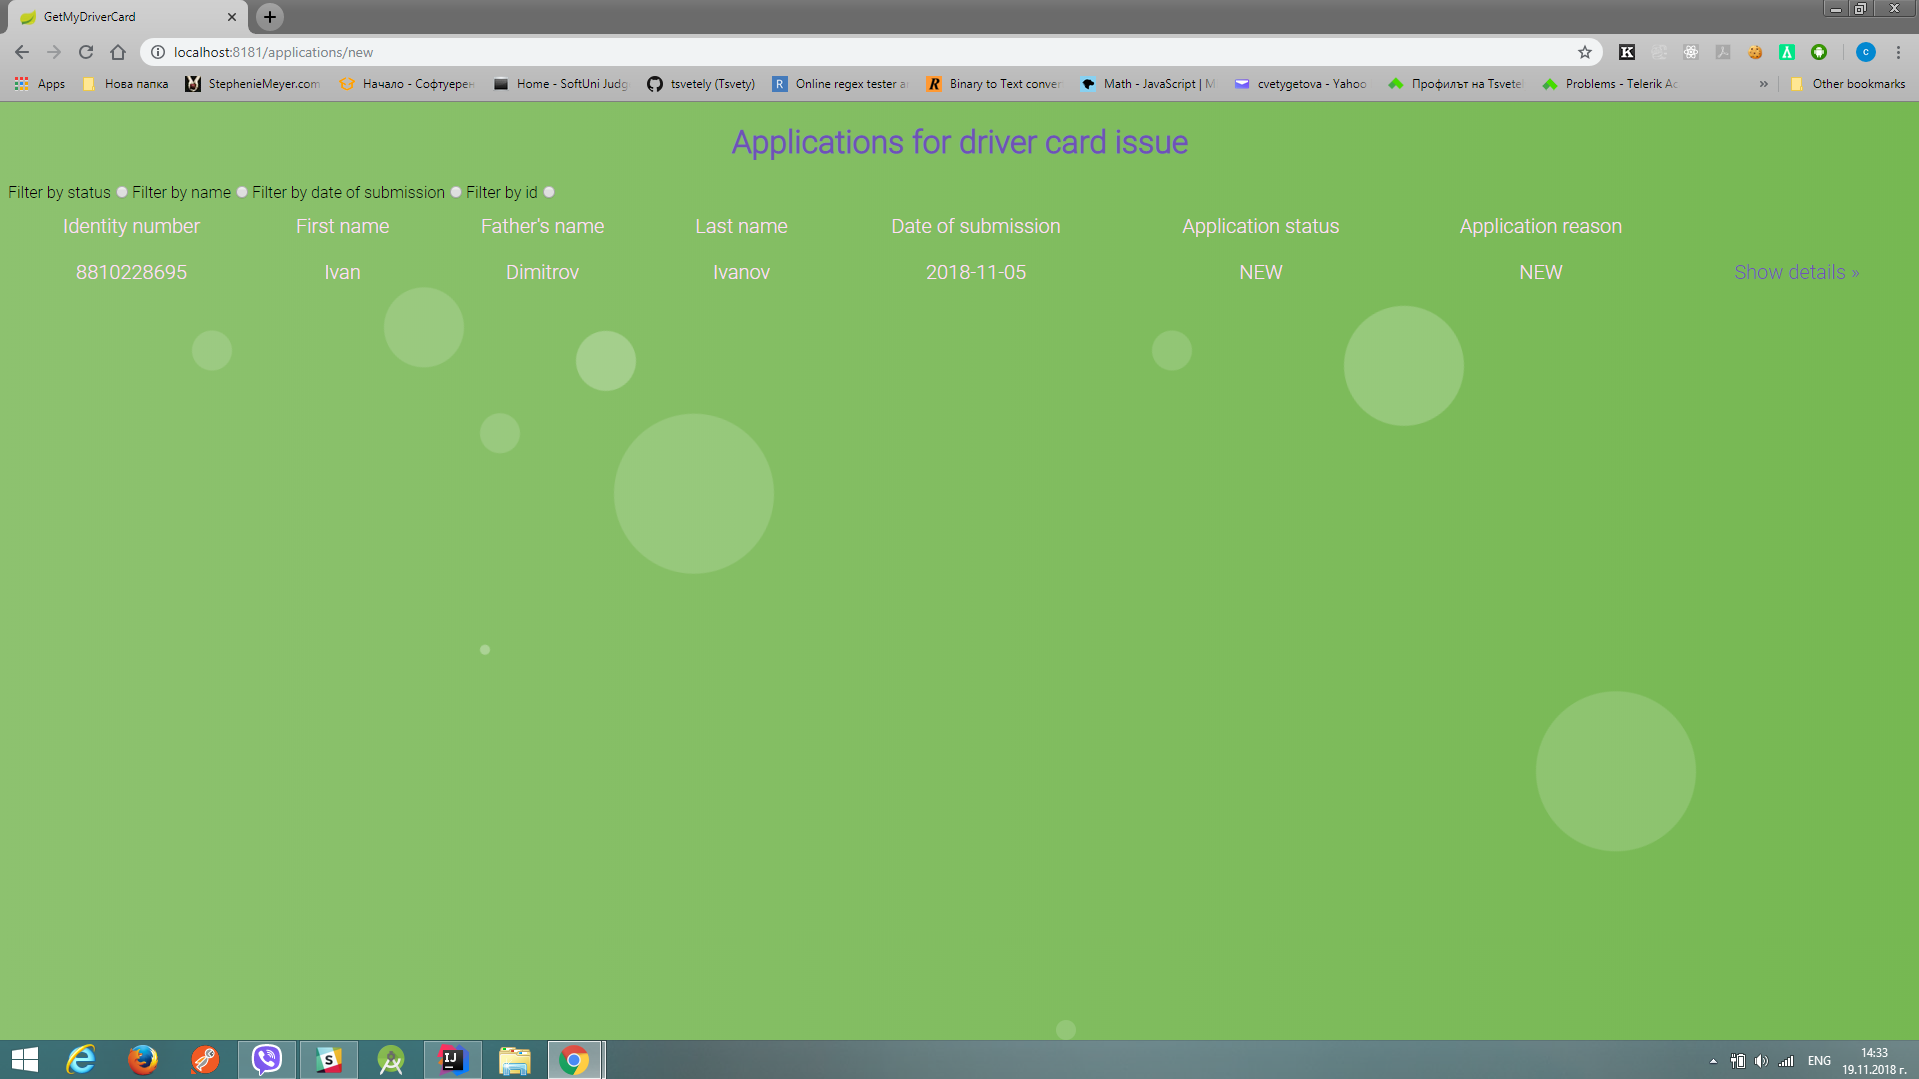 GetMyDriverCard
localhost:8181/applications/new
Apps Нова папка StephenieMeyer.com Начало - Софтуерен Home - SoftUni Judg tsvetely (Tsvety) Online regex tester a Binary to Text conver Math - JavaScript | M cvetygetova - Yahoo Профилът на Tsvetel Problems - Telerik Ac » Other bookmarks
Applications for driver card issue
Filter by status Filter by name Filter by date of submission Filter by id
Identity number First name Father's name Last name Date of submission Application status Application reason
8810228695 Ivan Dimitrov Ivanov 2018-11-05 NEW NEW Show details »
ENG 14:33
19.11.2018 г.